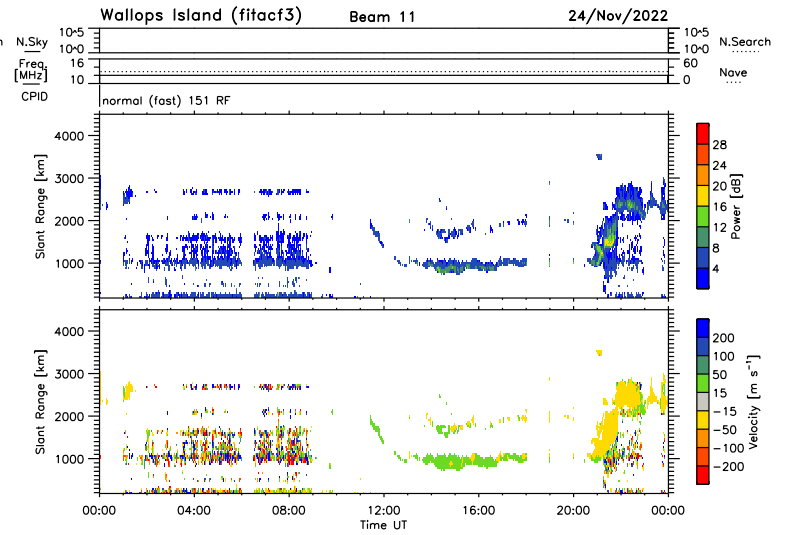 Wallops Island (fitacf3) Beam 11 24/Nov/2022
n N.Sky 10^5 10^0 10^5 10^0 N.Search
Freq. [MHz] 16 10 60 0 Nave
CPID normal (fast) 151 RF
Slant Range [km] 4000 3000 2000 1000
28 24 20 16 12 8 4 Power [dB]
Slant Range [km] 4000 3000 2000 1000
200 100 50 15 −15 −50 −100 −200 Velocity [m s⁻¹]
00:00 04:00 08:00 12:00 16:00 20:00 00:00
Time UT